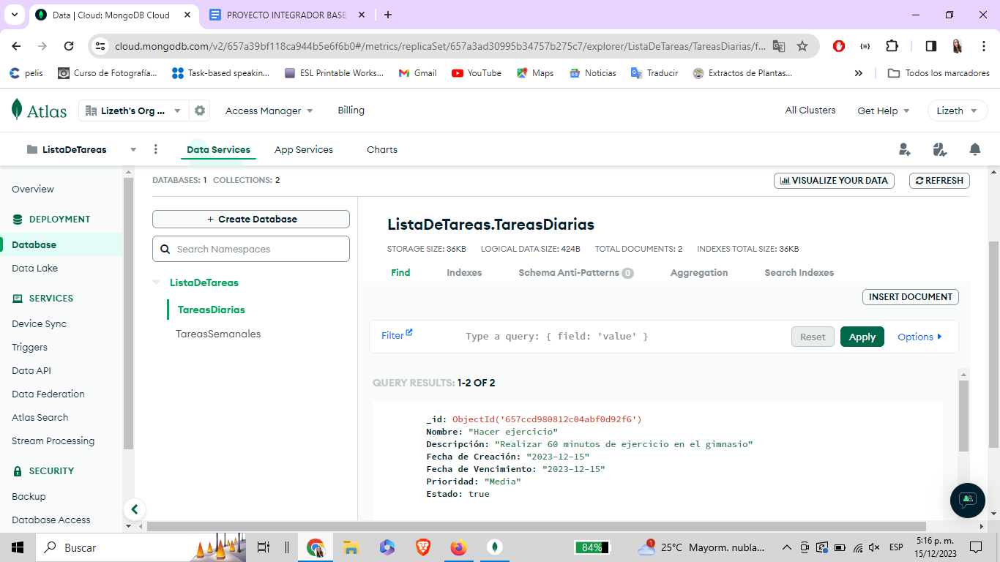 Data | Cloud: MongoDB Cloud
PROYECTO INTEGRADOR BASE
cloud.mongodb.com/v2/657a39bf118ca944b5e6f6b0#/metrics/replicaSet/657a3ad30995b34757b275c7/explorer/ListaDeTareas/TareasDiarias/f...
pelis
Curso de Fotografía...
Task-based speakin...
ESL Printable Works...
Gmail
YouTube
Maps
Noticias
Traducir
Extractos de Plantas...
Todos los marcadores
Atlas
Lizeth's Org ...
Access Manager
Billing
All Clusters
Get Help
Lizeth
ListaDeTareas
Data Services
App Services
Charts
Overview
DEPLOYMENT
Database
Data Lake
SERVICES
Device Sync
Triggers
Data API
Data Federation
Atlas Search
Stream Processing
SECURITY
Backup
Database Access
DATABASES: 1 COLLECTIONS: 2
VISUALIZE YOUR DATA
REFRESH
+ Create Database
Search Namespaces
ListaDeTareas
TareasDiarias
TareasSemanales
ListaDeTareas.TareasDiarias
STORAGE SIZE: 36KB LOGICAL DATA SIZE: 424B TOTAL DOCUMENTS: 2 INDEXES TOTAL SIZE: 36KB
Find
Indexes
Schema Anti-Patterns 0
Aggregation
Search Indexes
INSERT DOCUMENT
Filter
Type a query: { field: 'value' }
Reset
Apply
Options
QUERY RESULTS: 1-2 OF 2
_id: ObjectId('657ccd980812c04abf0d92f6')
Nombre: "Hacer ejercicio"
Descripción: "Realizar 60 minutos de ejercicio en el gimnasio"
Fecha de Creación: "2023-12-15"
Fecha de Vencimiento: "2023-12-15"
Prioridad: "Media"
Estado: true
Buscar
84%
1
25°C Mayorm. nubla...
ESP
5:16 p. m.
15/12/2023